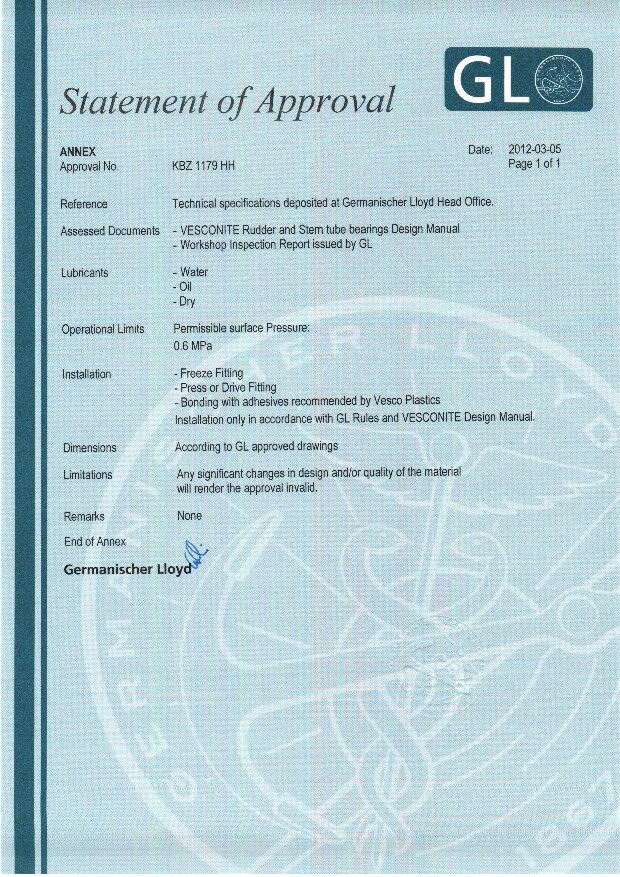 GL
Statement of Approval
ANNEX
Date: 2012-03-05
Approval No. KBZ 1179 HH
Page 1 of 1
Reference Technical specifications deposited at Germanischer Lloyd Head Office.
Assessed Documents - VESCONITE Rudder and Stern tube bearings Design Manual
- Workshop Inspection Report issued by GL
Lubricants - Water
- Oil
- Dry
Operational Limits Permissible surface Pressure:
0.6 MPa
Installation - Freeze Fitting
- Press or Drive Fitting
- Bonding with adhesives recommended by Vesco Plastics
Installation only in accordance with GL Rules and VESCONITE Design Manual.
Dimensions According to GL approved drawings
Limitations Any significant changes in design and/or quality of the material
will render the approval invalid.
Remarks None
End of Annex
Germanischer Lloyd
GERMANISCHER LLOYD
1867